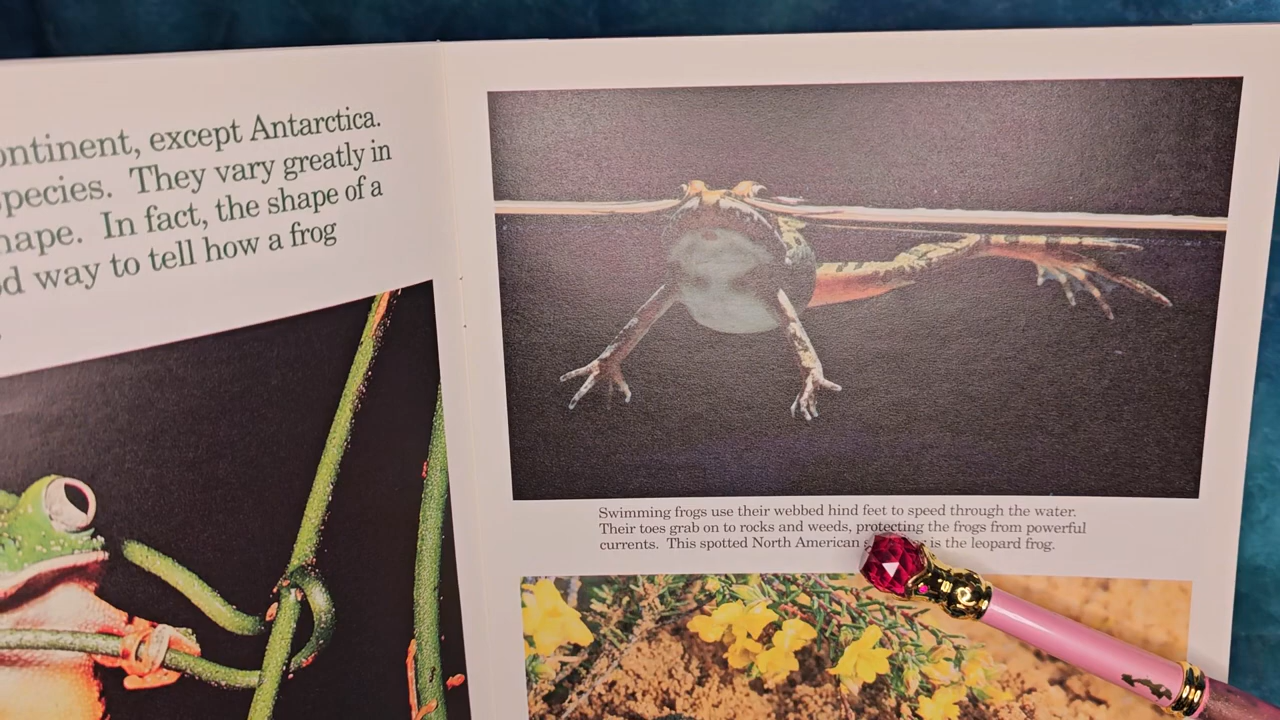 ontinent, except Antarctica.
species. They vary greatly in
hape. In fact, the shape of a
d way to tell how a frog
Swimming frogs use their webbed hind feet to speed through the water.
Their toes grab on to rocks and weeds, protecting the frogs from powerful
currents. This spotted North American is the leopard frog.